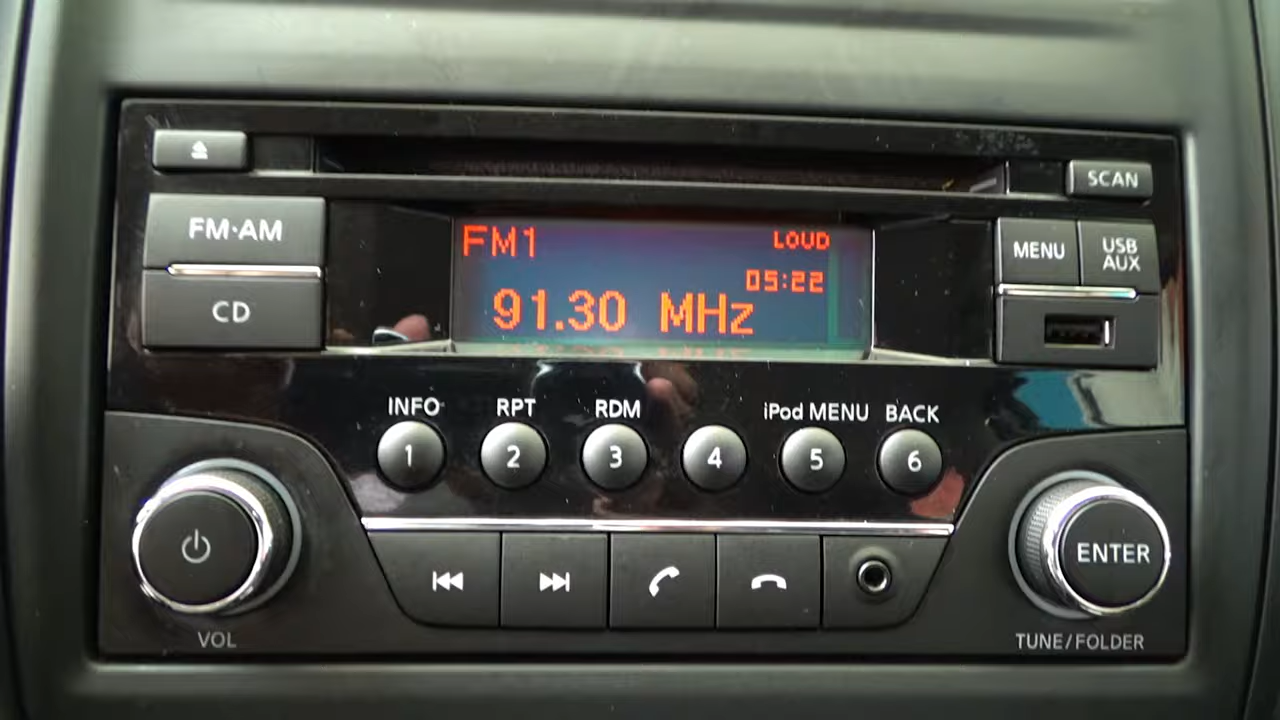 SCAN
FM·AM
FM1
LOUD
MENU
USB
AUX
05:22
CD
91.30 MHz
INFO
RPT
RDM
iPod MENU
BACK
1
2
3
4
5
6
ENTER
VOL
TUNE/FOLDER